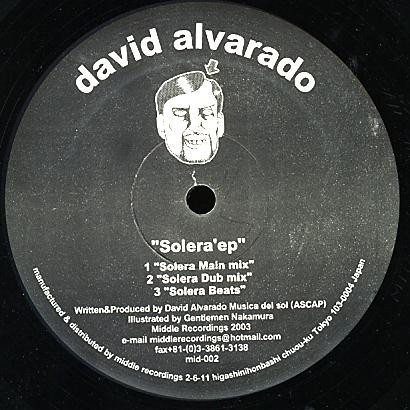 david alvarado
"Solera ep"
1 "Solera Main mix"
2 "Solera Dub mix"
3 "Solera Beats"
Written&Produced by David Alvarado Musica del sol (ASCAP)
Illustrated by Gentlemen Nakamura
Middle Recordings 2003
e-mail middlerecordings@hotmail.com
fax+81-(0)3-3861-3138
mid-002
manufactured & distributed by middle recordings 2-6-11 higashinihonbashi chuou-ku Tokyo 103-0004 Japan